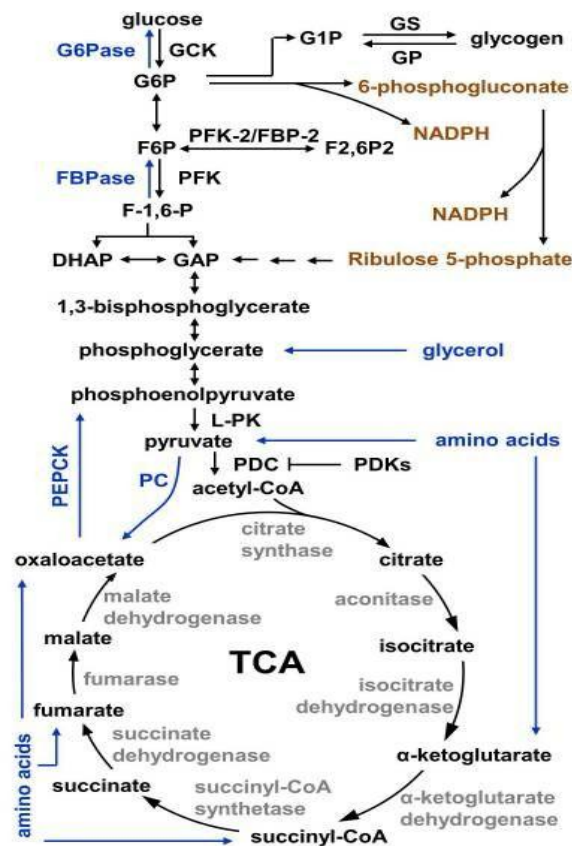 glucose
G6Pase GCK
G1P GS glycogen
GP
G6P
6-phosphogluconate
NADPH
PFK-2/FBP-2
F6P F2,6P2
FBPase PFK
F-1,6-P
NADPH
DHAP GAP Ribulose 5-phosphate
1,3-bisphosphoglycerate
phosphoglycerate glycerol
phosphoenolpyruvate
L-PK
pyruvate amino acids
PEPCK
PC PDC PDKs
acetyl-CoA
citrate
synthase
oxaloacetate citrate
malate
dehydrogenase
aconitase
malate TCA isocitrate
fumarase
isocitrate
dehydrogenase
fumarate
succinate
dehydrogenase
α-ketoglutarate
amino acids
succinate
succinyl-CoA
synthetase
α-ketoglutarate
dehydrogenase
succinyl-CoA